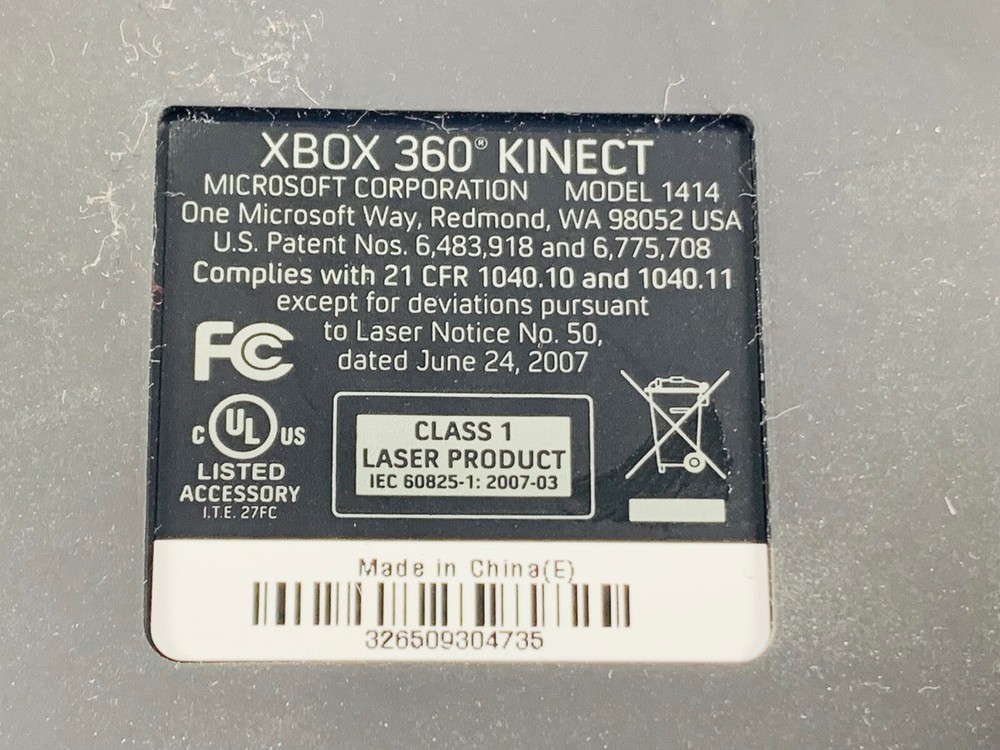 XBOX 360® KINECT
MICROSOFT CORPORATION MODEL 1414
One Microsoft Way, Redmond, WA 98052 USA
U.S. Patent Nos. 6,483,918 and 6,775,708
Complies with 21 CFR 1040.10 and 1040.11
except for deviations pursuant
to Laser Notice No. 50,
dated June 24, 2007
FC
C UL US
LISTED
ACCESSORY
I.T.E. 27FC
CLASS 1
LASER PRODUCT
IEC 60825-1: 2007-03
Made in China(E)
326509304735